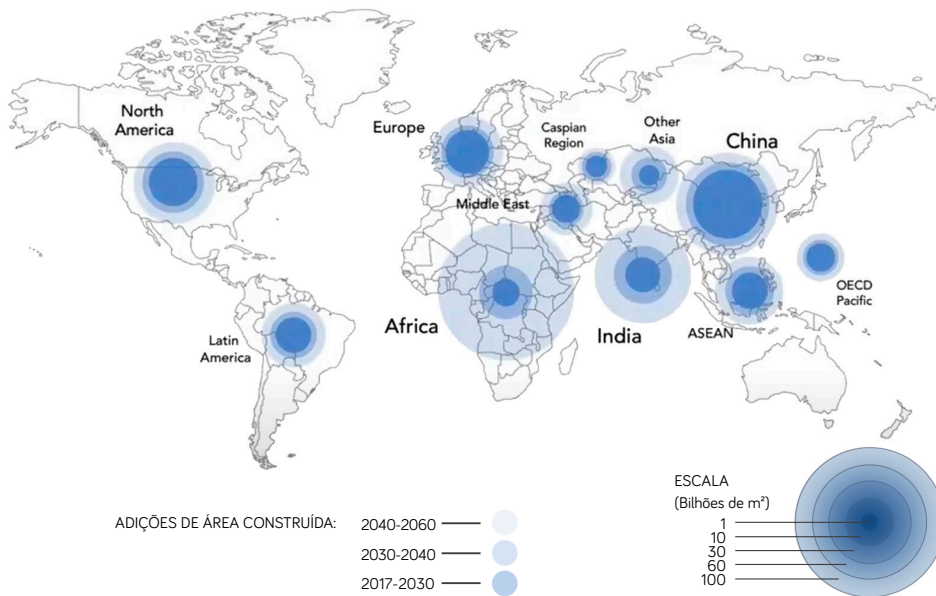 North
America
Europe
Caspian
Region
Other
Asia
China
Middle East
OECD
Pacific
Latin
America
Africa
India
ASEAN
ADIÇÕES DE ÁREA CONSTRUÍDA:
2040-2060
2030-2040
2017-2030
ESCALA
(Bilhões de m²)
1
10
30
60
100